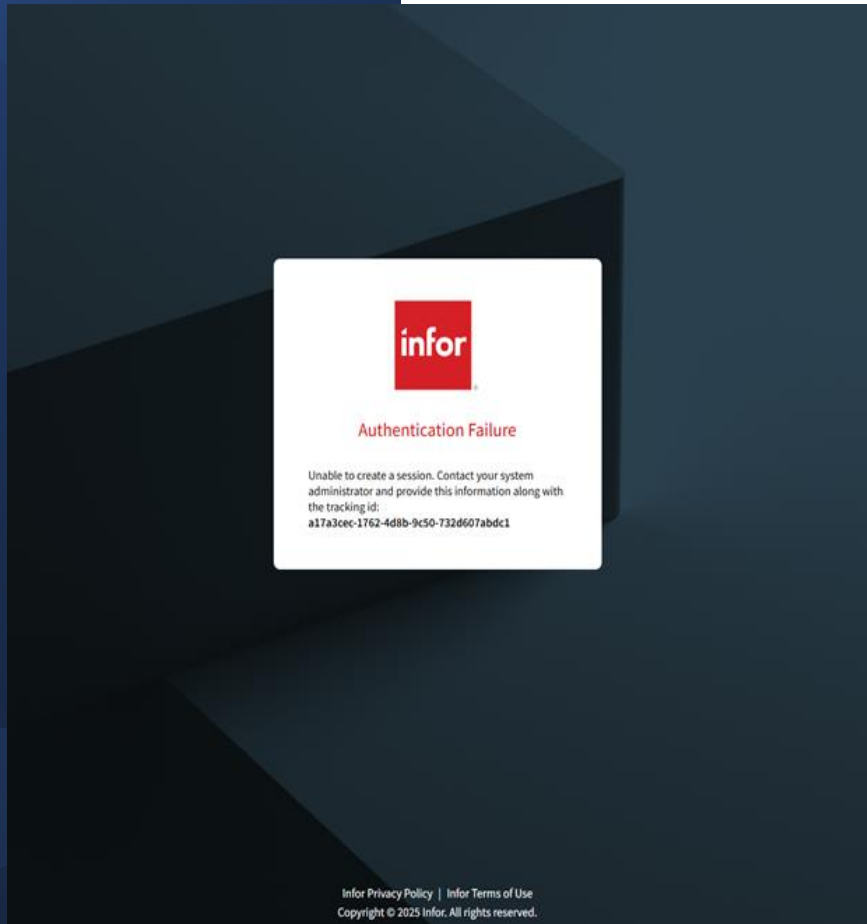 infor
Authentication Failure
Unable to create a session. Contact your system
administrator and provide this information along with
the tracking id:
a17a3cec-1762-4d8b-9c50-732d607abdc1
Infor Privacy Policy | Infor Terms of Use
Copyright © 2025 Infor. All rights reserved.